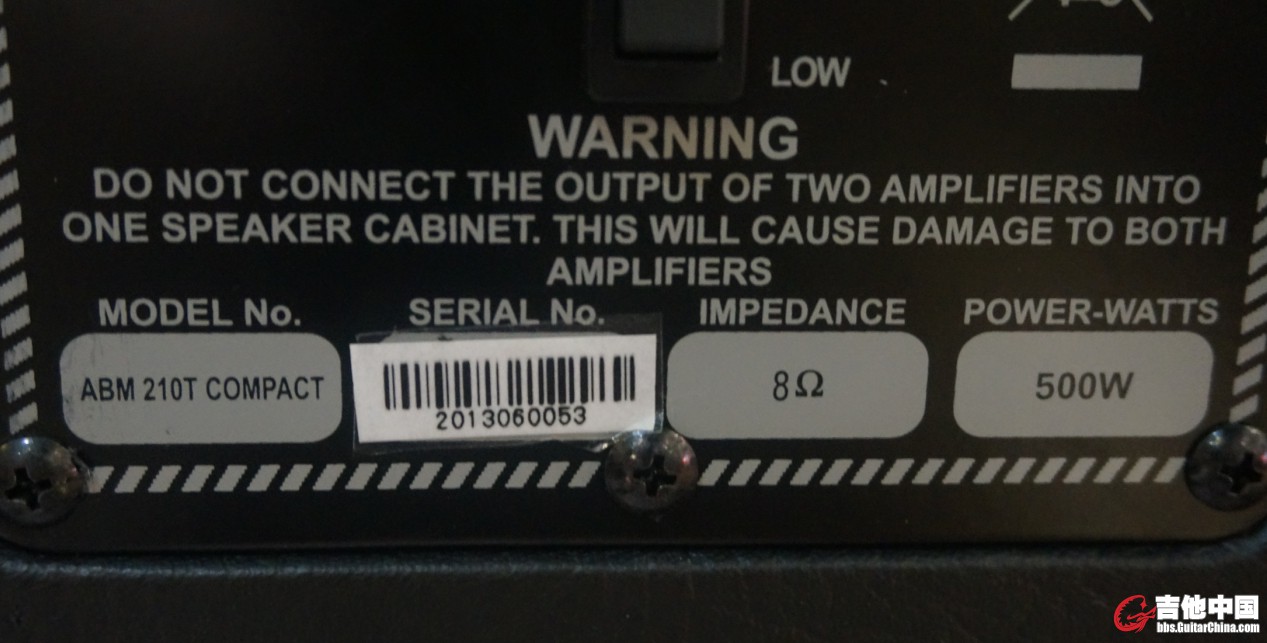 LOW
WARNING
DO NOT CONNECT THE OUTPUT OF TWO AMPLIFIERS INTO
ONE SPEAKER CABINET. THIS WILL CAUSE DAMAGE TO BOTH
AMPLIFIERS
MODEL No. SERIAL No. IMPEDANCE POWER-WATTS
ABM 210T COMPACT 2013060053 8Ω 500W
吉他中国
bbs.GuitarChina.com